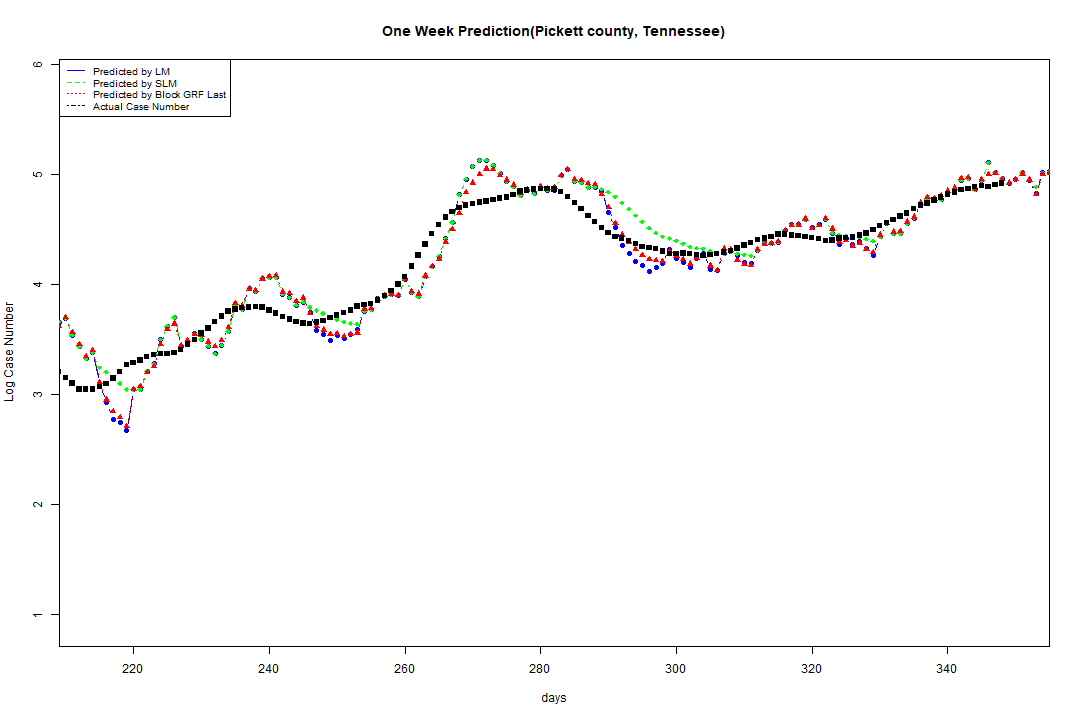 One Week Prediction(Pickett county, Tennessee)
Predicted by LM
Predicted by SLM
Predicted by Block GRF Last
Actual Case Number
6
5
4
3
2
1
Log Case Number
220 240 260 280 300 320 340
days